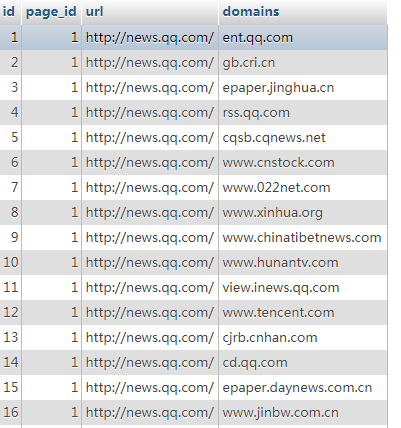 id page_id url domains
1 1 http://news.qq.com/ ent.qq.com
2 1 http://news.qq.com/ gb.cri.cn
3 1 http://news.qq.com/ epaper.jinghua.cn
4 1 http://news.qq.com/ rss.qq.com
5 1 http://news.qq.com/ cqsb.cqnews.net
6 1 http://news.qq.com/ www.cnstock.com
7 1 http://news.qq.com/ www.022net.com
8 1 http://news.qq.com/ www.xinhua.org
9 1 http://news.qq.com/ www.chinatibetnews.com
10 1 http://news.qq.com/ www.hunantv.com
11 1 http://news.qq.com/ view.inews.qq.com
12 1 http://news.qq.com/ www.tencent.com
13 1 http://news.qq.com/ cjrb.cnhan.com
14 1 http://news.qq.com/ cd.qq.com
15 1 http://news.qq.com/ epaper.daynews.com.cn
16 1 http://news.qq.com/ www.jinbw.com.cn